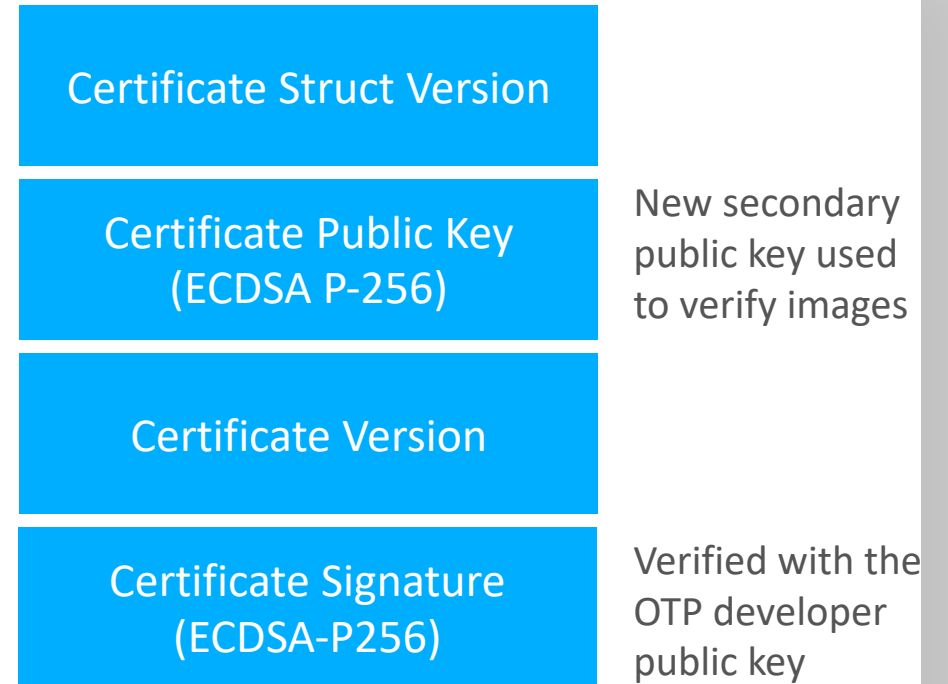 Certificate Struct Version
Certificate Public Key
(ECDSA P-256)
New secondary
public key used
to verify images
Certificate Version
Certificate Signature
(ECDSA-P256)
Verified with the
OTP developer
public key